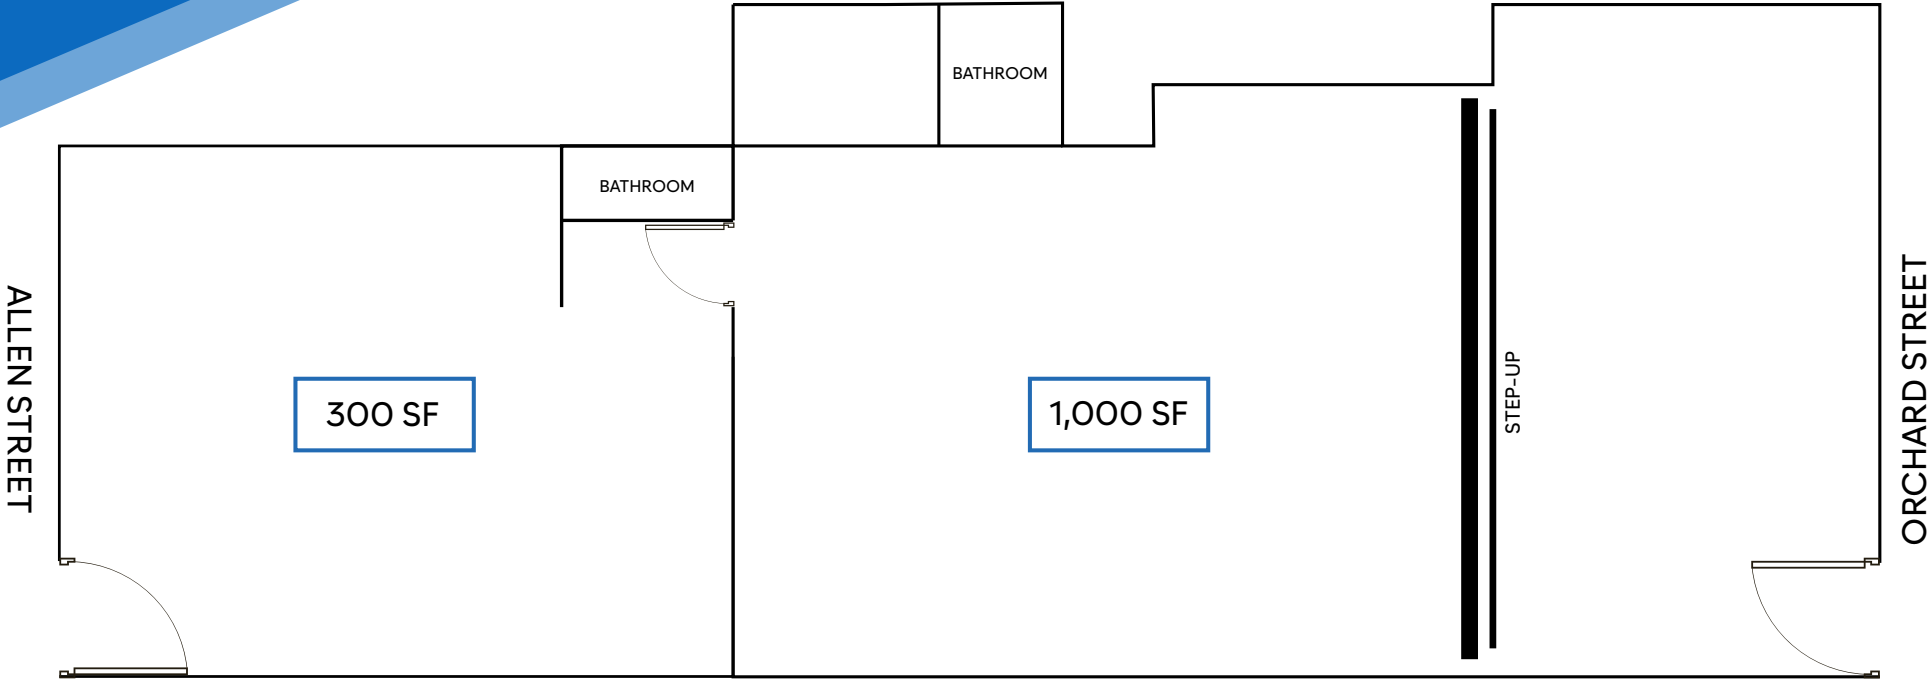 BATHROOM
BATHROOM
ALLEN STREET
300 SF
1,000 SF
STEP-UP
ORCHARD STREET